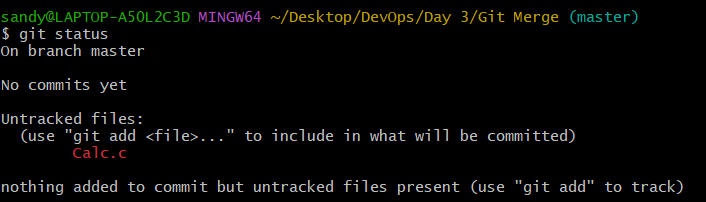 sandy@LAPTOP-A5OL2C3D MINGW64 ~/Desktop/DevOps/Day 3/Git Merge (master)
$ git status
On branch master
No commits yet
Untracked files:
  (use "git add <file>..." to include in what will be committed)
        Calc.c
nothing added to commit but untracked files present (use "git add" to track)